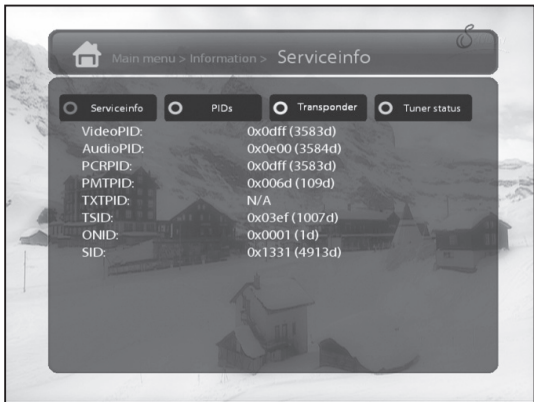 Main menu > Information > Serviceinfo
Serviceinfo PIDs Transponder Tuner status
VideoPID: 0x0dff (3583d)
AudioPID: 0x0e00 (3584d)
PCRPID: 0x0dff (3583d)
PMTPID: 0x006d (109d)
TXTPID: N/A
TSID: 0x03ef (1007d)
ONID: 0x0001 (1d)
SID: 0x1331 (4913d)